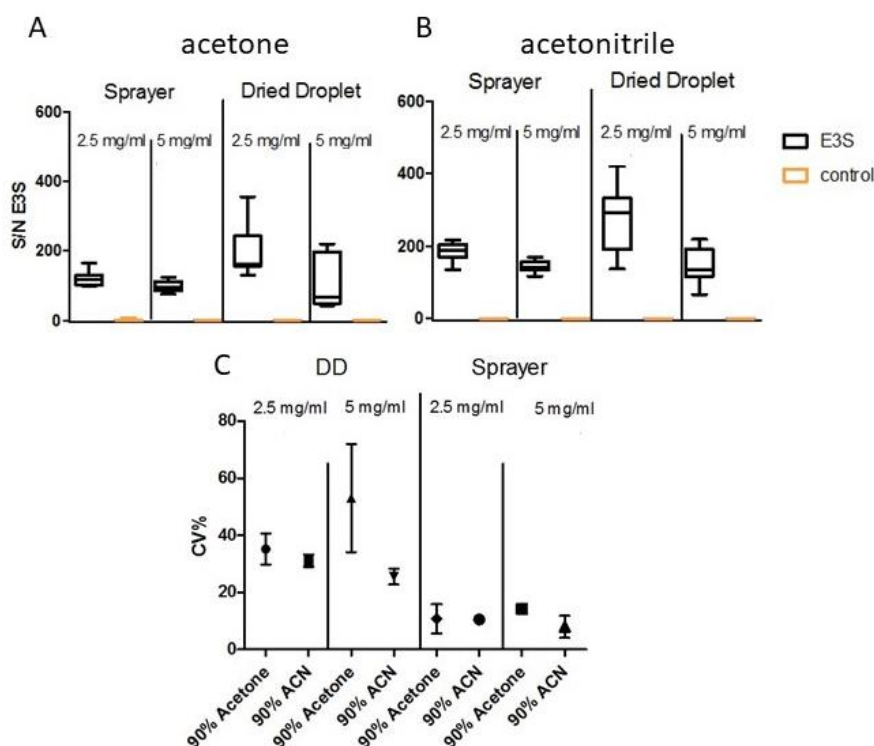 A
acetone
B
acetonitrile
Sprayer
Dried Droplet
Sprayer
Dried Droplet
600
400
200
0
S/N E3S
2.5 mg/ml
5 mg/ml
2.5 mg/ml
5 mg/ml
600
400
200
0
2.5 mg/ml
5 mg/ml
2.5 mg/ml
5 mg/ml
E3S
control
C
DD
Sprayer
2.5 mg/ml
5 mg/ml
2.5 mg/ml
5 mg/ml
80
60
40
20
0
CV%
90% Acetone
90% ACN
90% Acetone
90% ACN
90% Acetone
90% ACN
90% Acetone
90% ACN